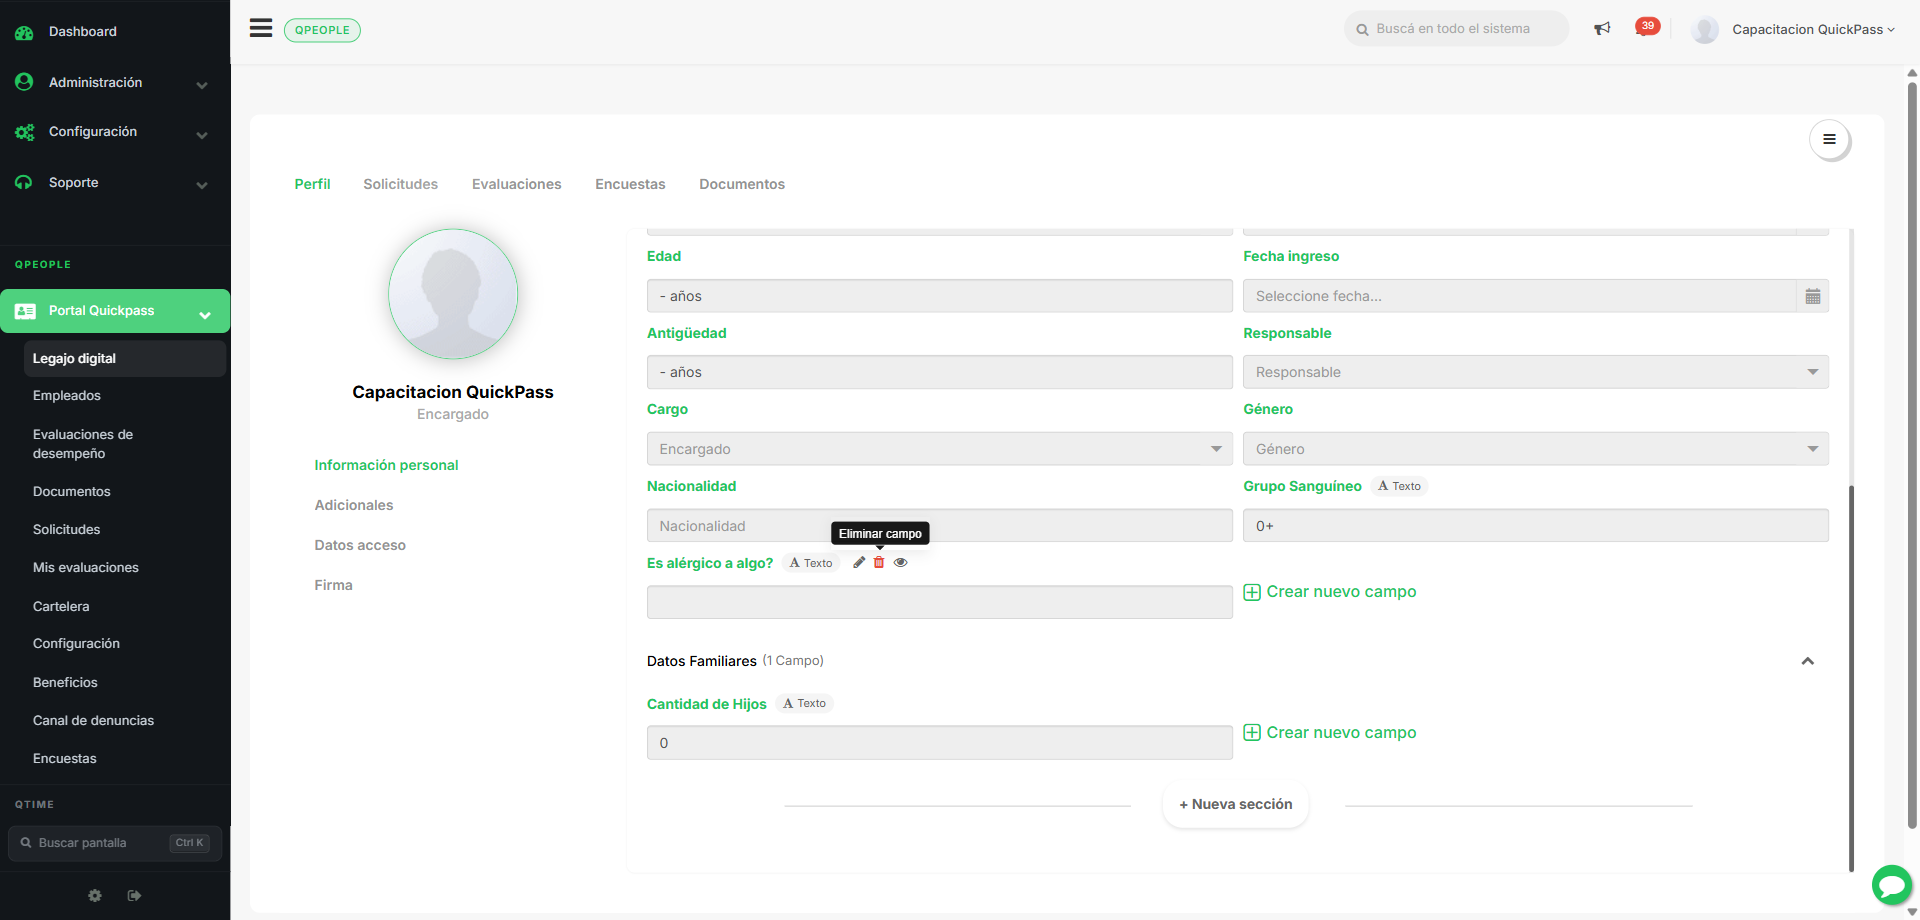 Dashboard
Administración
Configuración
Soporte
QPEOPLE
Portal Quickpass
Legajo digital
Empleados
Evaluaciones de
desempeño
Documentos
Solicitudes
Mis evaluaciones
Cartelera
Configuración
Beneficios
Canal de denuncias
Encuestas
QTIME
Buscar pantalla
Ctrl K
QPEOPLE
Buscá en todo el sistema
39
Capacitacion QuickPass
Perfil
Solicitudes
Evaluaciones
Encuestas
Documentos
Capacitacion QuickPass
Encargado
Información personal
Adicionales
Datos acceso
Firma
Edad
- años
Fecha ingreso
Seleccione fecha...
Antigüedad
- años
Responsable
Responsable
Cargo
Encargado
Género
Género
Nacionalidad
Nacionalidad
Grupo Sanguíneo
A Texto
0+
Eliminar campo
Es alérgico a algo?
A Texto
Crear nuevo campo
Datos Familiares (1 Campo)
Cantidad de Hijos
A Texto
0
Crear nuevo campo
+ Nueva sección